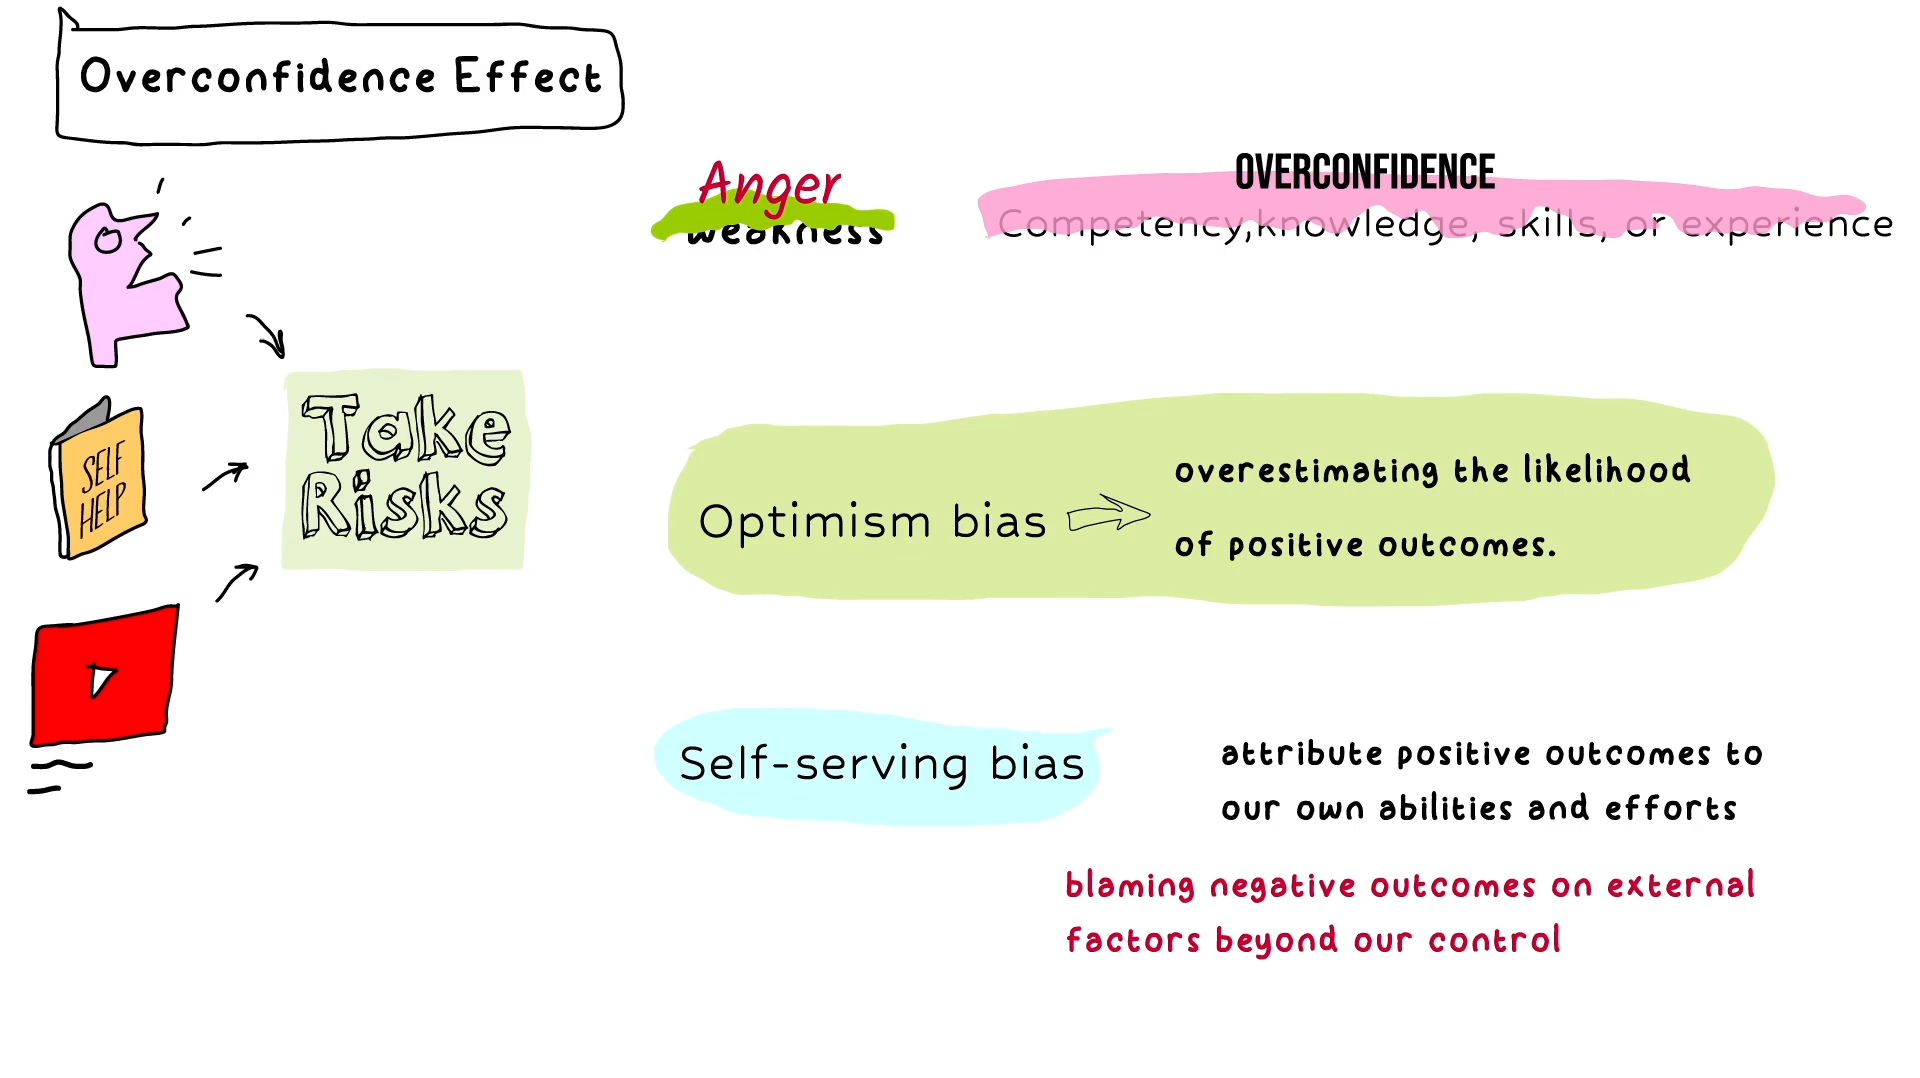 Overconfidence Effect
Anger
weakness
OVERCONFIDENCE
Competency,knowledge, skills, or experience
SELF
HELP
Take
Risks
Optimism bias
overestimating the likelihood
of positive outcomes.
Self-serving bias
attribute positive outcomes to
our own abilities and efforts
blaming negative outcomes on external
factors beyond our control